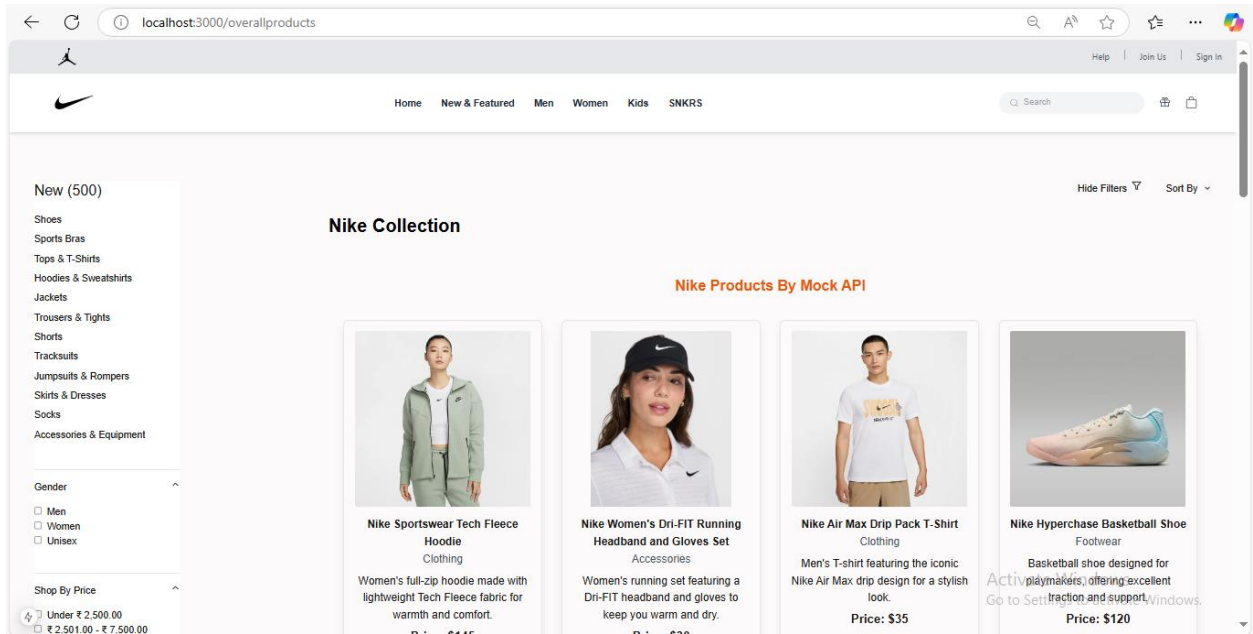 localhost:3000/overallproducts
Help
Join Us
Sign In
Home New & Featured Men Women Kids SNKRS
Search
New (500)
Shoes
Sports Bras
Tops & T-Shirts
Hoodies & Sweatshirts
Jackets
Trousers & Tights
Shorts
Tracksuits
Jumpsuits & Rompers
Skirts & Dresses
Socks
Accessories & Equipment
Gender
Men
Women
Unisex
Shop By Price
Under ₹ 2,500.00
₹ 2,501.00 - ₹ 7,500.00
Hide Filters
Sort By
Nike Collection
Nike Products By Mock API
Nike Sportswear Tech Fleece
Hoodie
Clothing
Women's full-zip hoodie made with
lightweight Tech Fleece fabric for
warmth and comfort.
Price: $145
Nike Women's Dri-FIT Running
Headband and Gloves Set
Accessories
Women's running set featuring a
Dri-FIT headband and gloves to
keep you warm and dry.
Price: $30
Nike Air Max Drip Pack T-Shirt
Clothing
Men's T-shirt featuring the iconic
Nike Air Max drip design for a stylish
look.
Price: $35
Nike Hyperchase Basketball Shoe
Footwear
Basketball shoe designed for
playmakers, offering excellent
traction and support.
Price: $120
Activate Windows
Go to Settings to activate Windows.